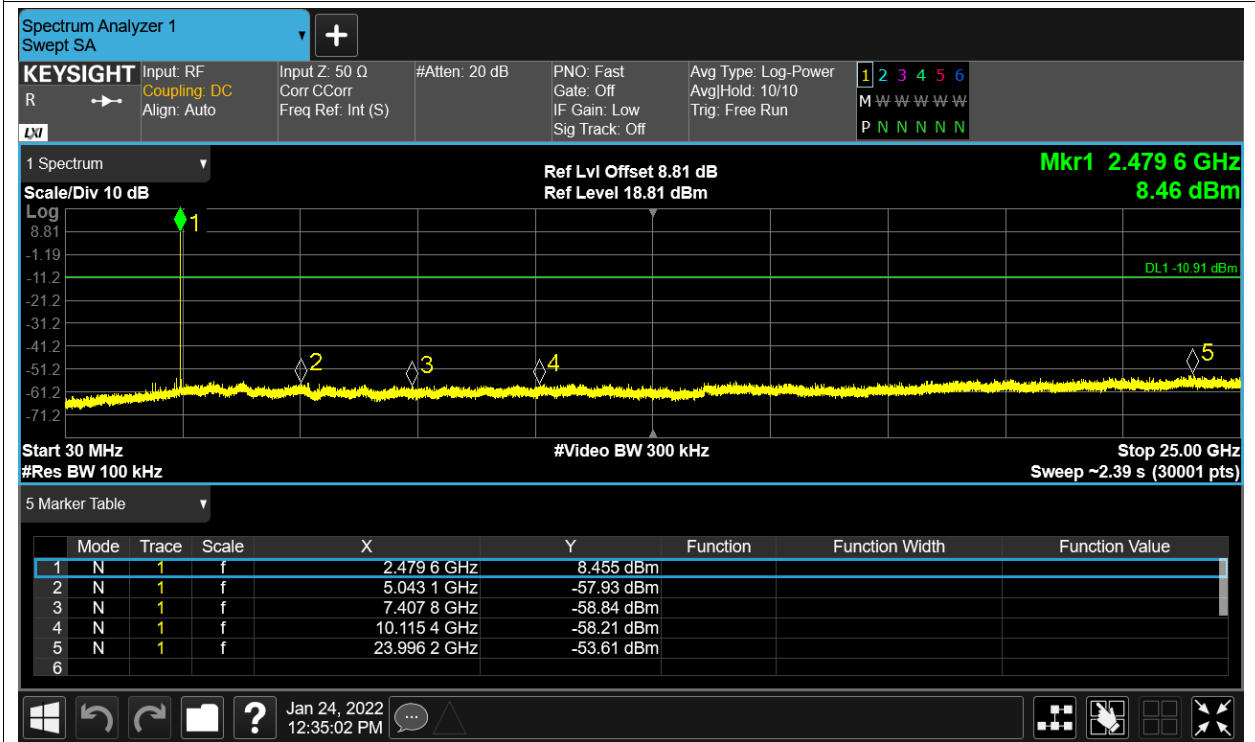 Spectrum Analyzer 1
Swept SA
+
KEYSIGHT Input: RF Input Z: 50 Ω #Atten: 20 dB PNO: Fast Avg Type: Log-Power 1 2 3 4 5 6
R Coupling: DC Corr CCorr Gate: Off Avg|Hold: 10/10 M W W W W W
Align: Auto Freq Ref: Int (S) IF Gain: Low Trig: Free Run
LXI Sig Track: Off P N N N N N
1 Spectrum Ref Lvl Offset 8.81 dB Mkr1 2.479 6 GHz
Scale/Div 10 dB Ref Level 18.81 dBm 8.46 dBm
Log
1
8.81
-1.19
DL1 -10.91 dBm
-11.2
-21.2
-31.2
-41.2
2 3 4 5
-51.2
-61.2
-71.2
Start 30 MHz #Video BW 300 kHz Stop 25.00 GHz
#Res BW 100 kHz Sweep ~2.39 s (30001 pts)
5 Marker Table
Mode Trace Scale X Y Function Function Width Function Value
1 N 1 f 2.479 6 GHz 8.455 dBm
2 N 1 f 5.043 1 GHz -57.93 dBm
3 N 1 f 7.407 8 GHz -58.84 dBm
4 N 1 f 10.115 4 GHz -58.21 dBm
5 N 1 f 23.996 2 GHz -53.61 dBm
6
? Jan 24, 2022
12:35:02 PM